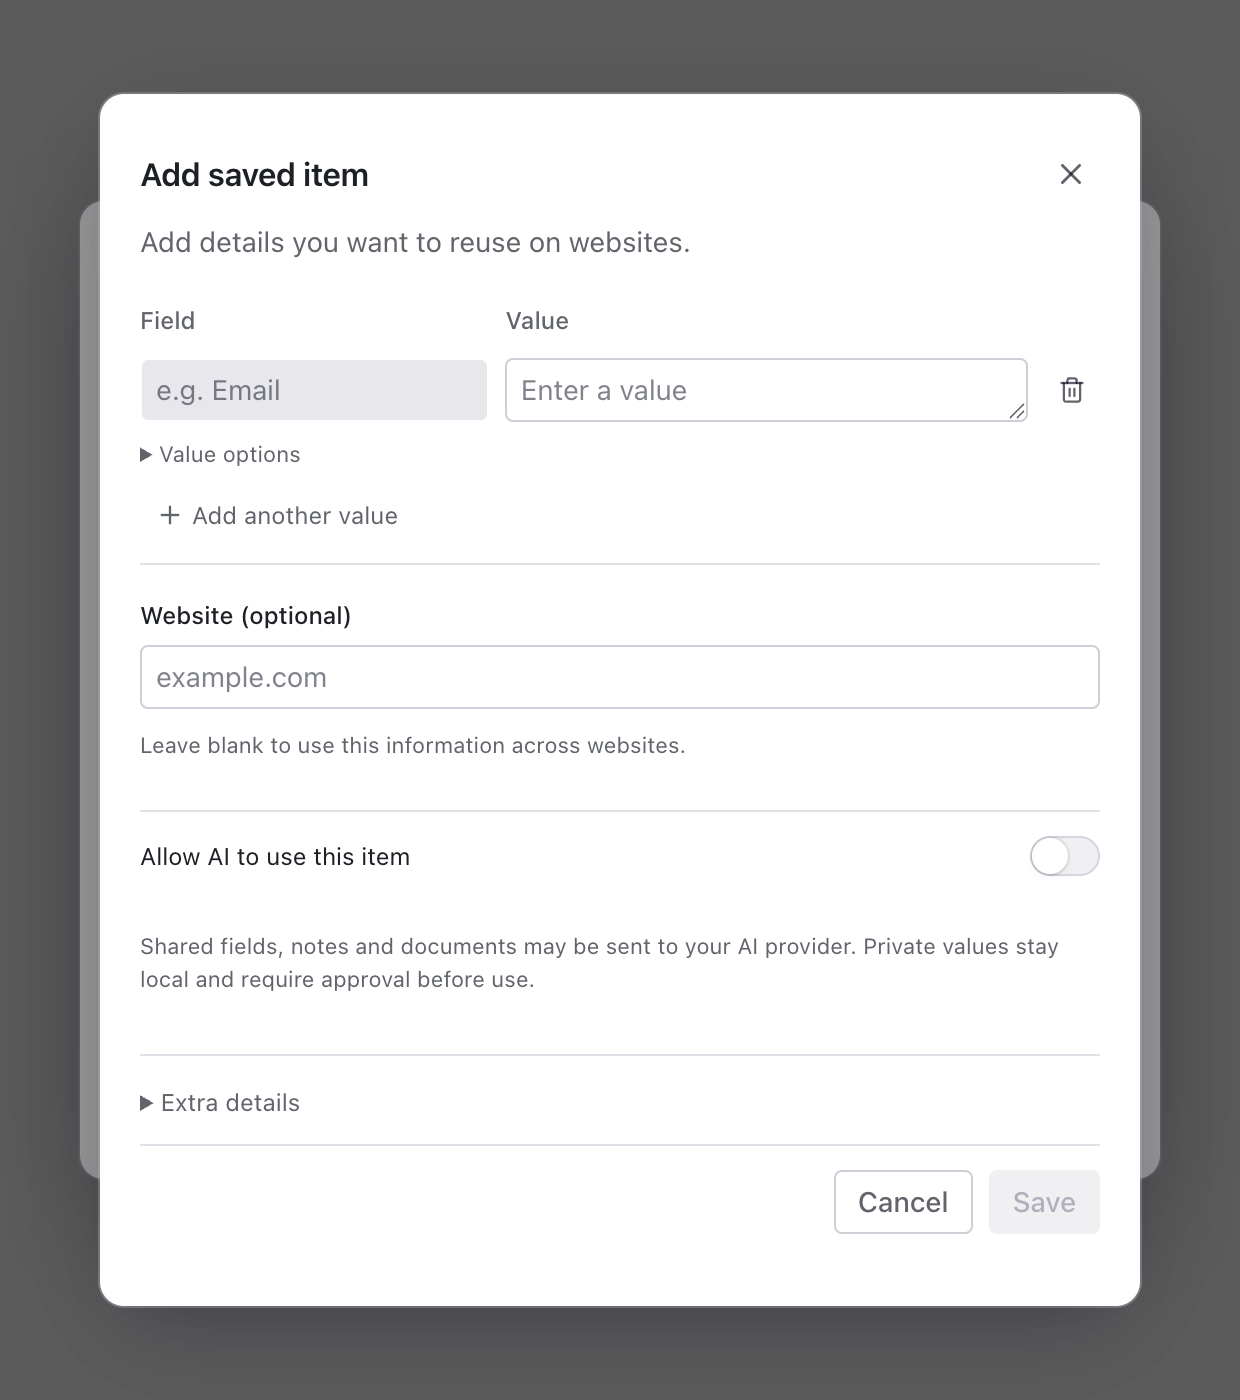 Add saved item
Add details you want to reuse on websites.
Field
Value
e.g. Email
Enter a value
Value options
Add another value
Website (optional)
example.com
Leave blank to use this information across websites.
Allow AI to use this item
Shared fields, notes and documents may be sent to your AI provider. Private values stay
local and require approval before use.
Extra details
Cancel
Save